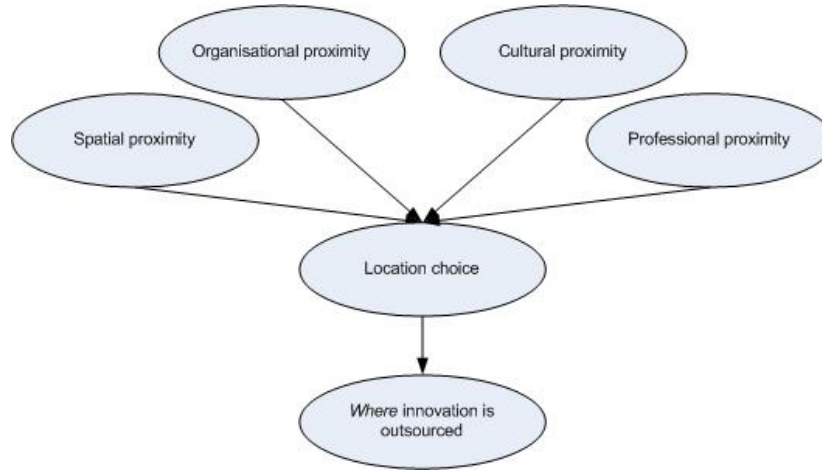 Organisational proximity
Cultural proximity
Spatial proximity
Professional proximity
Location choice
Where innovation is
outsourced